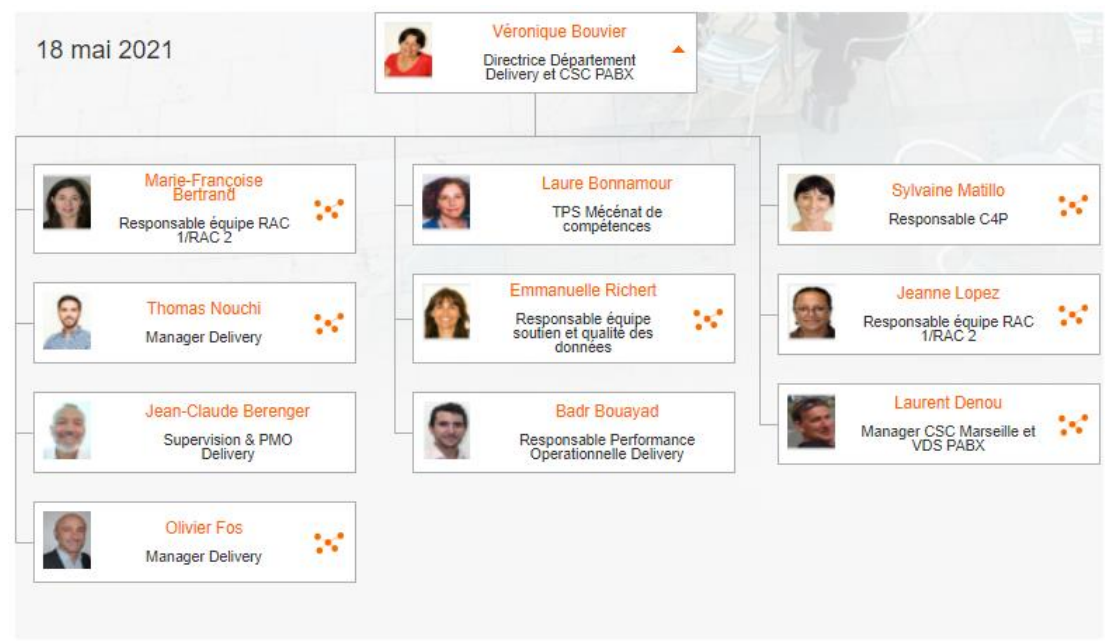 18 mai 2021
Véronique Bouvier
Directrice Département
Delivery et CSC PABX
Marie-Françoise
Bertrand
Responsable équipe RAC
1/RAC 2
Thomas Nouchi
Manager Delivery
Jean-Claude Berenger
Supervision & PMO
Delivery
Olivier Fos
Manager Delivery
Laure Bonnamour
TPS Mécénat de
compétences
Emmanuelle Richert
Responsable équipe
soutien et qualité des
données
Badr Bouayad
Responsable Performance
Operationnelle Delivery
Sylvaine Matillo
Responsable C4P
Jeanne Lopez
Responsable équipe RAC
1/RAC 2
Laurent Denou
Manager CSC Marseille et
VDS PABX